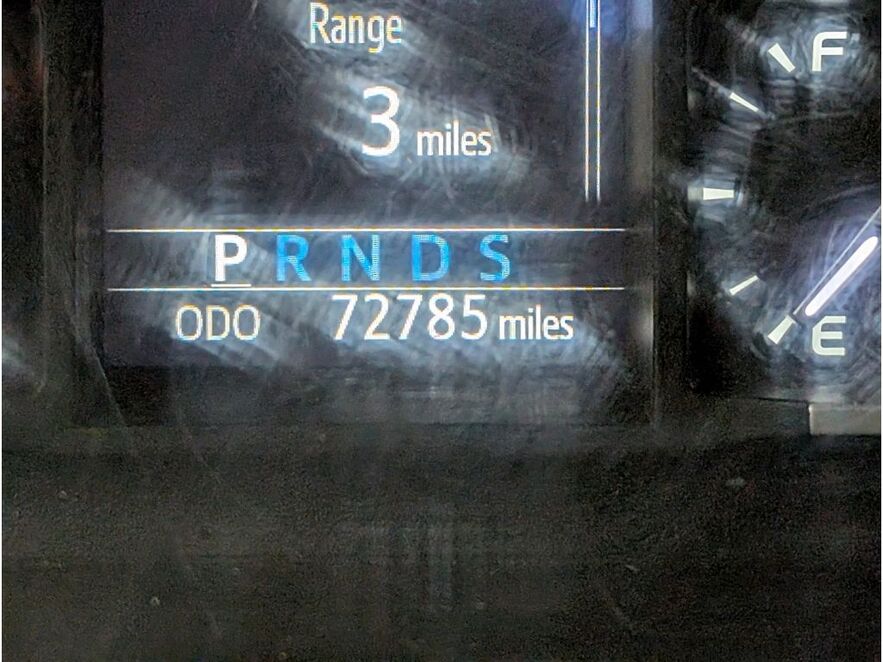 Range
3 miles
F
P R N D S
ODO 72785 miles
E